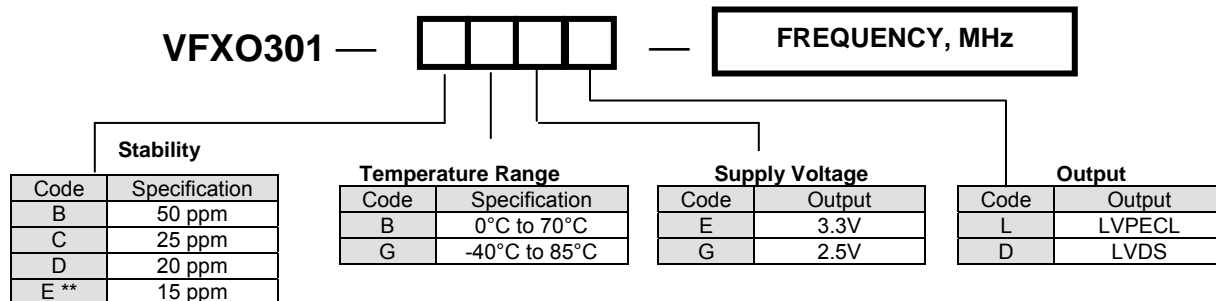 VFXO301 — — FREQUENCY, MHz
Stability
Code Specification
B 50 ppm
C 25 ppm
D 20 ppm
E ** 15 ppm
Temperature Range
Code Specification
B 0°C to 70°C
G -40°C to 85°C
Supply Voltage
Code Output
E 3.3V
G 2.5V
Output
Code Output
L LVPECL
D LVDS